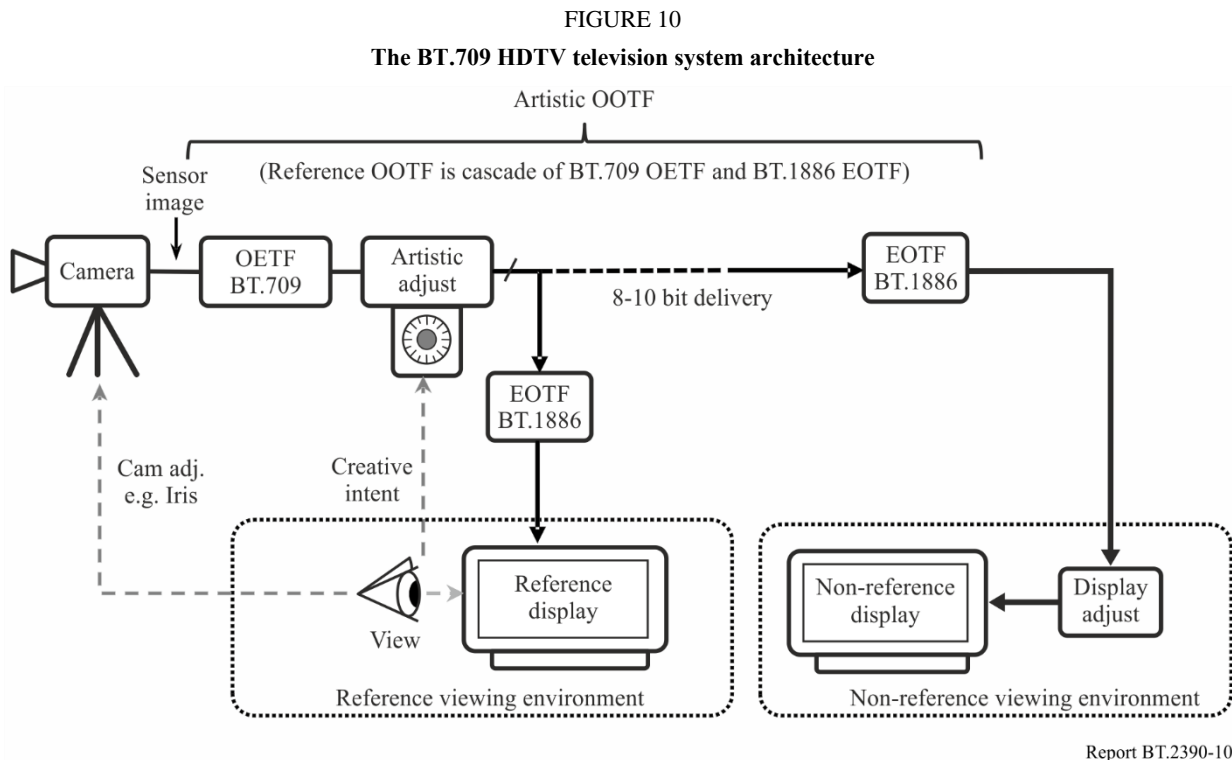 FIGURE 10
The BT.709 HDTV television system architecture
Artistic OOTF
(Reference OOTF is cascade of BT.709 OETF and BT.1886 EOTF)
Sensor
image
Camera
OETF
BT.709
Artistic
adjust
8-10 bit delivery
EOTF
BT.1886
EOTF
BT.1886
Cam adj.
e.g. Iris
Creative
intent
View
Reference
display
Reference viewing environment
Non-reference
display
Display
adjust
Non-reference viewing environment
Report BT.2390-10